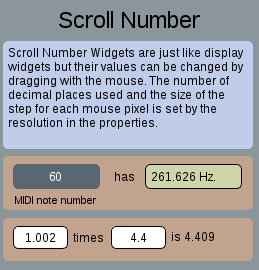 Scroll Number
Scroll Number Widgets are just like display
widgets but their values can be changed by
dragging with the mouse. The number of
decimal places used and the size of the
step for each mouse pixel is set by the
resolution in the properties.
60 has 261.626 Hz.
MIDI note number
1.002 times 4.4 is 4.409